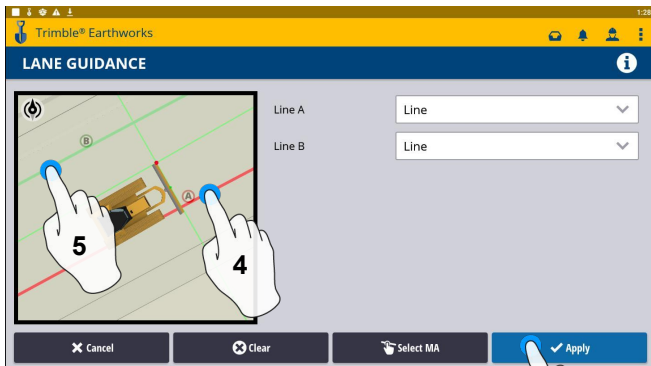 1:28
Trimble® Earthworks
LANE GUIDANCE
Line A
Line
B
Line B
Line
A
5
4
Cancel
Clear
Select MA
Apply